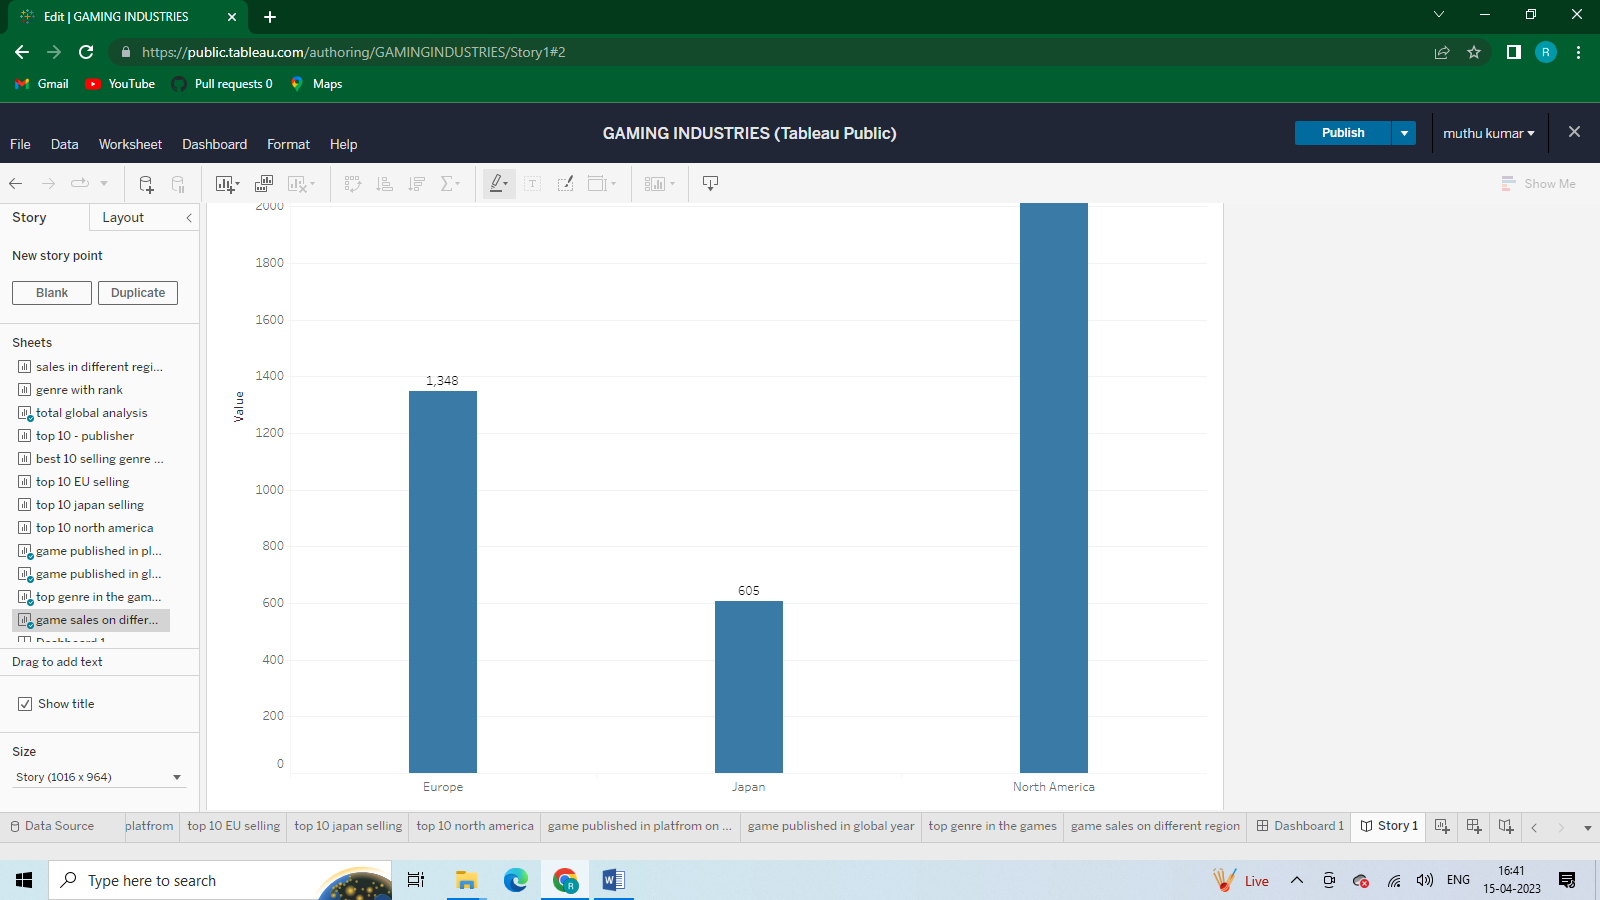 Edit | GAMING INDUSTRIES
https://public.tableau.com/authoring/GAMINGINDUSTRIES/Story1#2
R
Gmail
YouTube
Pull requests 0
Maps
GAMING INDUSTRIES (Tableau Public)
Publish
muthu kumar
File
Data
Worksheet
Dashboard
Format
Help
Show Me
Story
Layout
New story point
Blank
Duplicate
Sheets
sales in different regi...
genre with rank
total global analysis
top 10 - publisher
best 10 selling genre ...
top 10 EU selling
top 10 japan selling
top 10 north america
game published in pl...
game published in gl...
top genre in the gam...
game sales on differ...
Dashboard 1
Drag to add text
Show title
Size
Story (1016 x 964)
2000
1800
1600
1400
1200
1000
800
600
400
200
0
Value
1,348
605
Europe
Japan
North America
Data Source
platfrom
top 10 EU selling
top 10 japan selling
top 10 north america
game published in platfrom on ...
game published in global year
top genre in the games
game sales on different region
Dashboard 1
Story 1
Type here to search
R
Live
ENG
16:41
15-04-2023